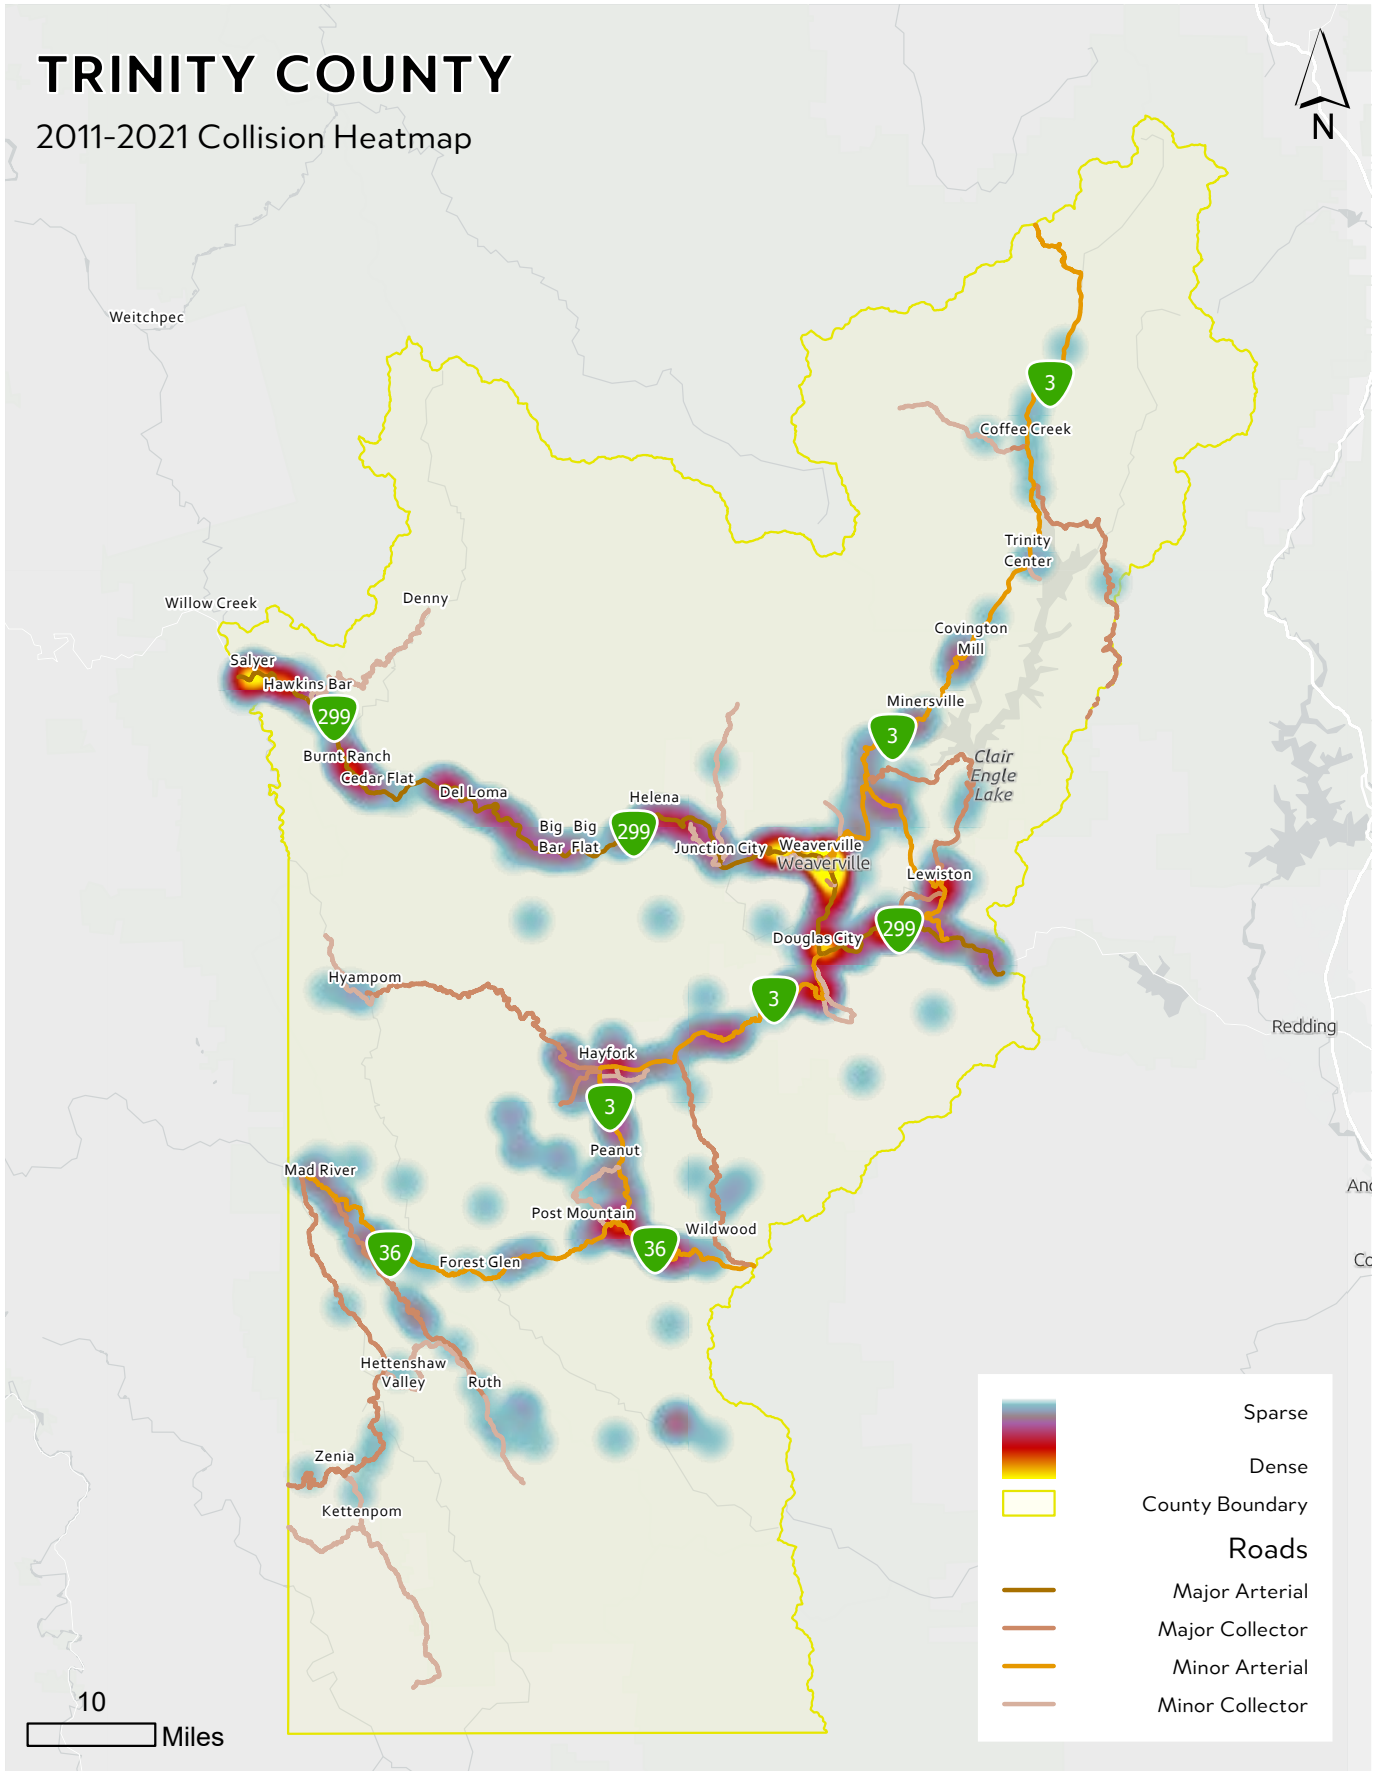 TRINITY COUNTY
2011-2021 Collision Heatmap
N
Weitchpec
3
Coffee Creek
Trinity
Center
Willow Creek
Denny
Covington
Mill
Salyer
Hawkins Bar
299
Minersville
3
Burnt Ranch
Cedar Flat
Clair
Engle
Lake
Del Loma
Helena
Big Big
Bar Flat
299
Junction City
Weaverville
Weaverville
Lewiston
Douglas City
299
Hyampom
3
Redding
Hayfork
3
Peanut
Mad River
And
Post Mountain
Wildwood
36
36
Forest Glen
Co
Hettenshaw
Valley
Ruth
Zenia
Kettenpom
Sparse
Dense
County Boundary
Roads
Major Arterial
Major Collector
Minor Arterial
Minor Collector
10
Miles